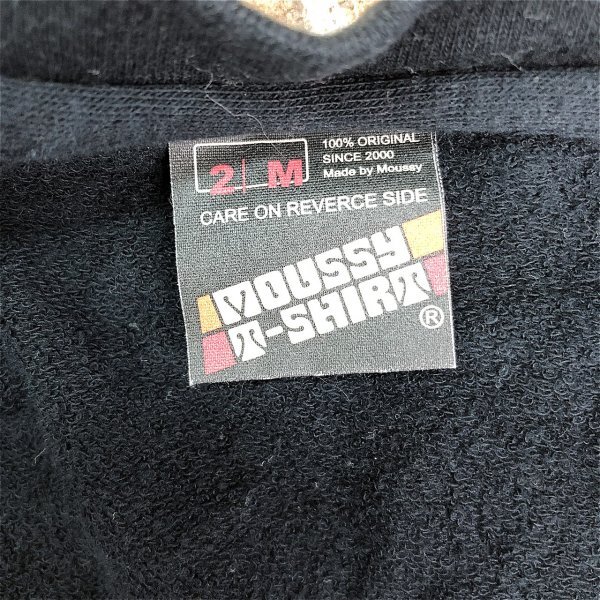 2 M
100% ORIGINAL
SINCE 2000
Made by Moussy
CARE ON REVERCE SIDE
MOUSSY
T-SHIRT®